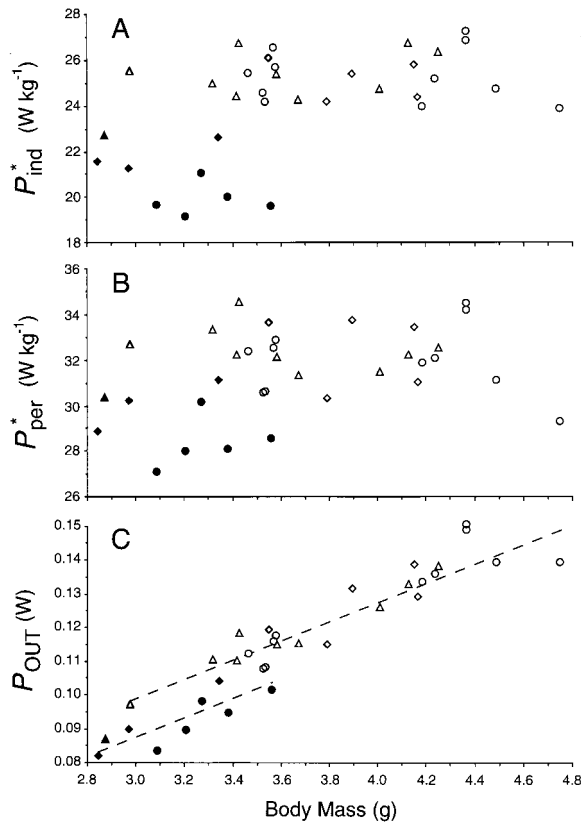 A
P*ind (W kg-1)
28
26
24
22
20
18
B
P*per (W kg-1)
36
34
32
30
28
26
C
POUT (W)
0.15
0.14
0.13
0.12
0.11
0.10
0.09
0.08
2.8 3.0 3.2 3.4 3.6 3.8 4.0 4.2 4.4 4.6 4.8
Body Mass (g)